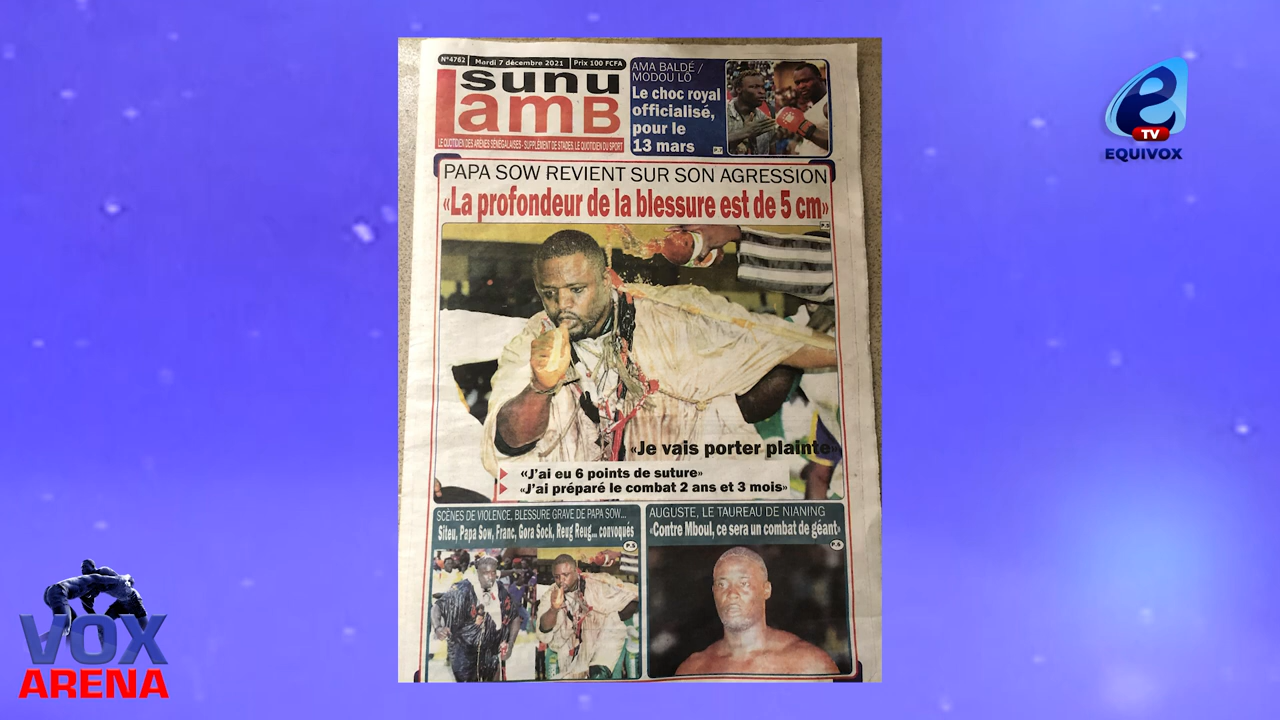 N°4762 Mardi 7 décembre 2021 Prix 100 FCFA
sunu
Lamb
LE QUOTIDIEN DES ARÈNES SÉNÉGALAISES - SUPPLÉMENT DE STADES, LE QUOTIDIEN DU SPORT
AMA BALDÉ /
MODOU LÔ
Le choc royal
officialisé,
pour le
13 mars
PAPA SOW REVIENT SUR SON AGRESSION
«La profondeur de la blessure est de 5 cm»
«Je vais porter plainte»
«J'ai eu 6 points de suture»
«J'ai préparé le combat 2 ans et 3 mois»
SCÈNES DE VIOLENCE, BLESSURE GRAVE DE PAPA SOW...
Siteu, Papa Sow, Franc, Gora Sock, Reug Reug... convoqués
AUGUSTE, LE TAUREAU DE NIANING
«Contre Mboul, ce sera un combat de géant»
e
TV
EQUIVOX
VOX
ARENA